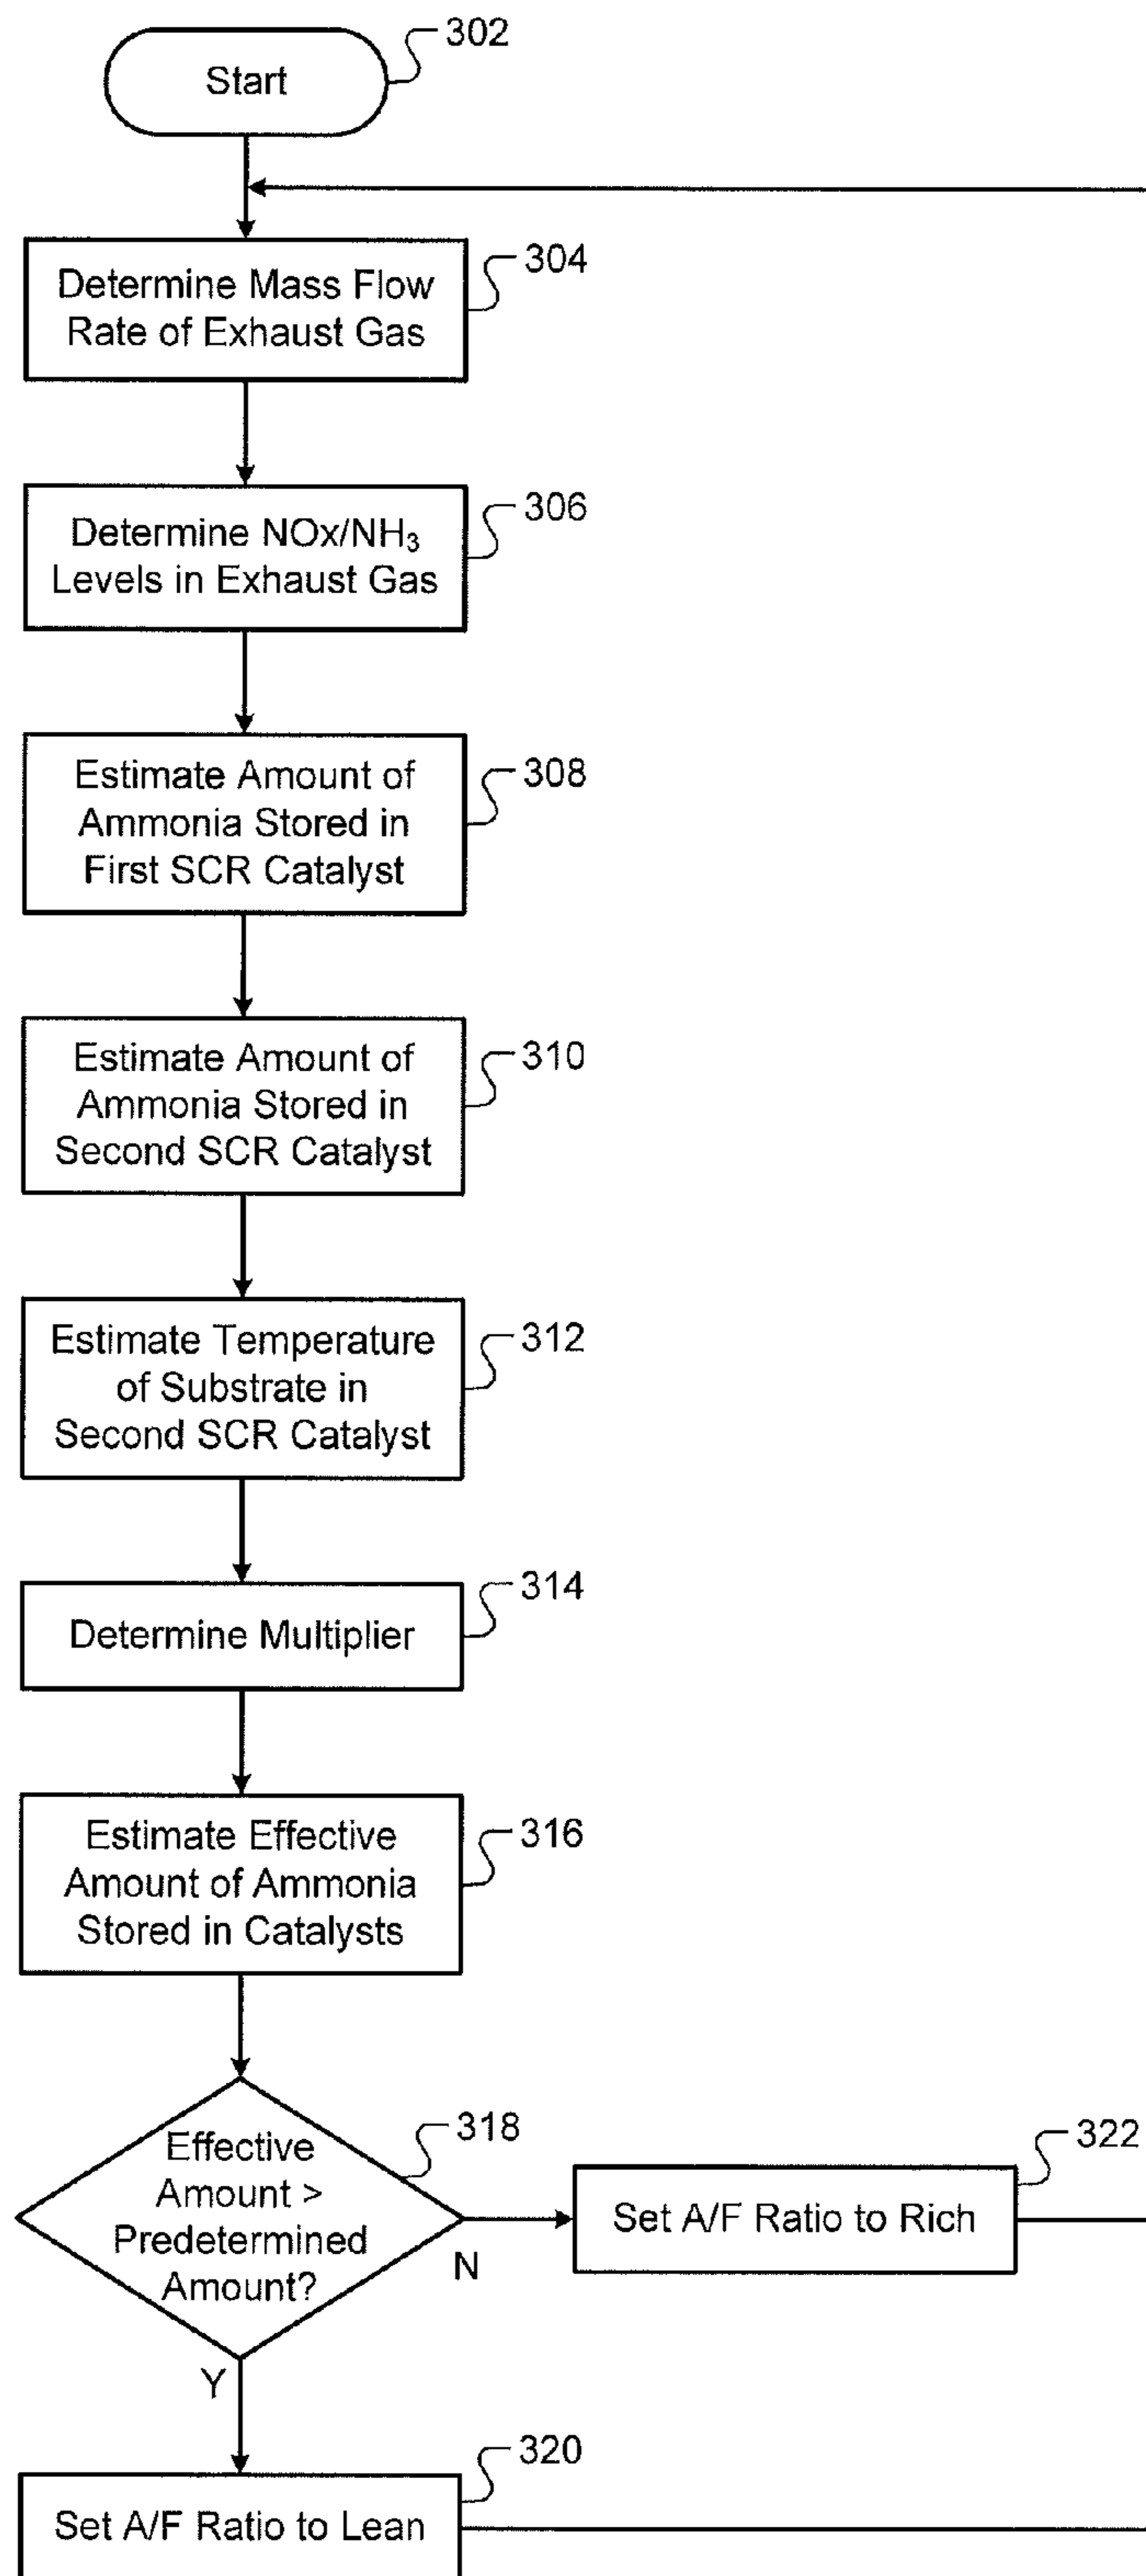 302
Start
304
Determine Mass Flow
Rate of Exhaust Gas
306
Determine NOx/NH₃
Levels in Exhaust Gas
308
Estimate Amount of
Ammonia Stored in
First SCR Catalyst
310
Estimate Amount of
Ammonia Stored in
Second SCR Catalyst
312
Estimate Temperature
of Substrate in
Second SCR Catalyst
314
Determine Multiplier
316
Estimate Effective
Amount of Ammonia
Stored in Catalysts
318
Effective
Amount >
Predetermined
Amount?
N
322
Set A/F Ratio to Rich
Y
320
Set A/F Ratio to Lean